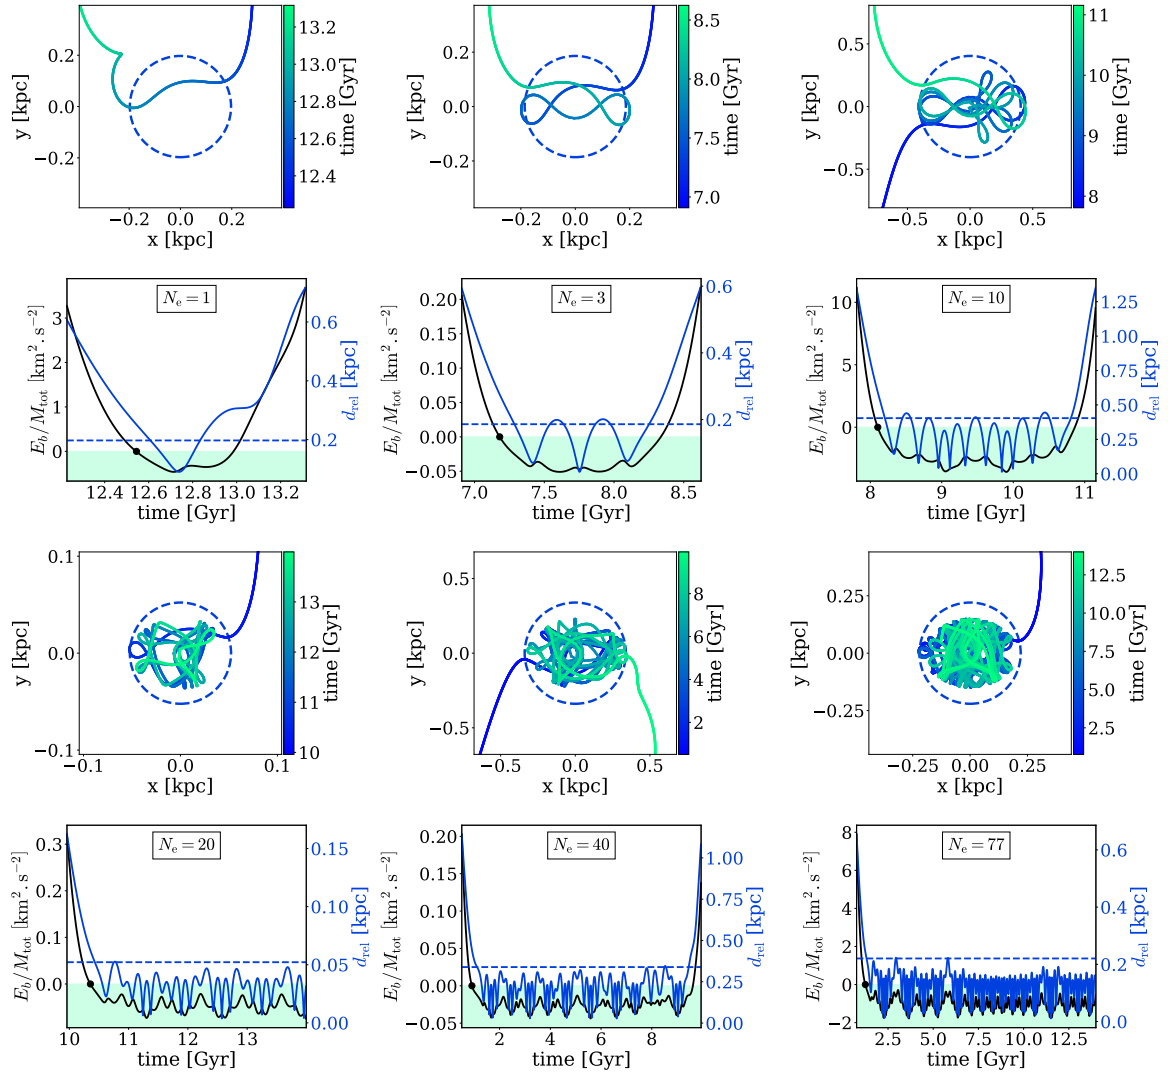 0.2
0.0
−0.2
y [kpc]
−0.2 0.0 0.2
x [kpc]
13.2
13.0
12.8
12.6
12.4
time [Gyr]
0.2
0.0
−0.2
y [kpc]
−0.2 0.0 0.2
x [kpc]
8.5
8.0
7.5
7.0
time [Gyr]
0.5
0.0
−0.5
y [kpc]
−0.5 0.0 0.5
x [kpc]
11
10
9
8
time [Gyr]
N_e = 1
3
2
1
0
E_b/M_tot [km².s⁻²]
12.4 12.6 12.8 13.0 13.2
time [Gyr]
0.6
0.4
0.2
d_rel [kpc]
N_e = 3
0.20
0.15
0.10
0.05
0.00
−0.05
E_b/M_tot [km².s⁻²]
7.0 7.5 8.0 8.5
time [Gyr]
0.6
0.4
0.2
0.0
d_rel [kpc]
N_e = 10
10
5
0
E_b/M_tot [km².s⁻²]
8 9 10 11
time [Gyr]
1.25
1.00
0.75
0.50
0.25
0.00
d_rel [kpc]
0.1
0.0
−0.1
y [kpc]
−0.1 0.0 0.1
x [kpc]
13
12
11
10
time [Gyr]
0.5
0.0
−0.5
y [kpc]
−0.5 0.0 0.5
x [kpc]
8
6
4
2
time [Gyr]
0.25
0.00
−0.25
y [kpc]
−0.25 0.00 0.25
x [kpc]
12.5
10.0
7.5
5.0
2.5
time [Gyr]
N_e = 20
0.3
0.2
0.1
0.0
E_b/M_tot [km².s⁻²]
10 11 12 13
time [Gyr]
0.15
0.10
0.05
0.00
d_rel [kpc]
N_e = 40
0.20
0.15
0.10
0.05
0.00
−0.05
E_b/M_tot [km².s⁻²]
2 4 6 8
time [Gyr]
1.00
0.75
0.50
0.25
0.00
d_rel [kpc]
N_e = 77
8
6
4
2
0
−2
E_b/M_tot [km².s⁻²]
2.5 5.0 7.5 10.0 12.5
time [Gyr]
0.6
0.4
0.2
0.0
d_rel [kpc]